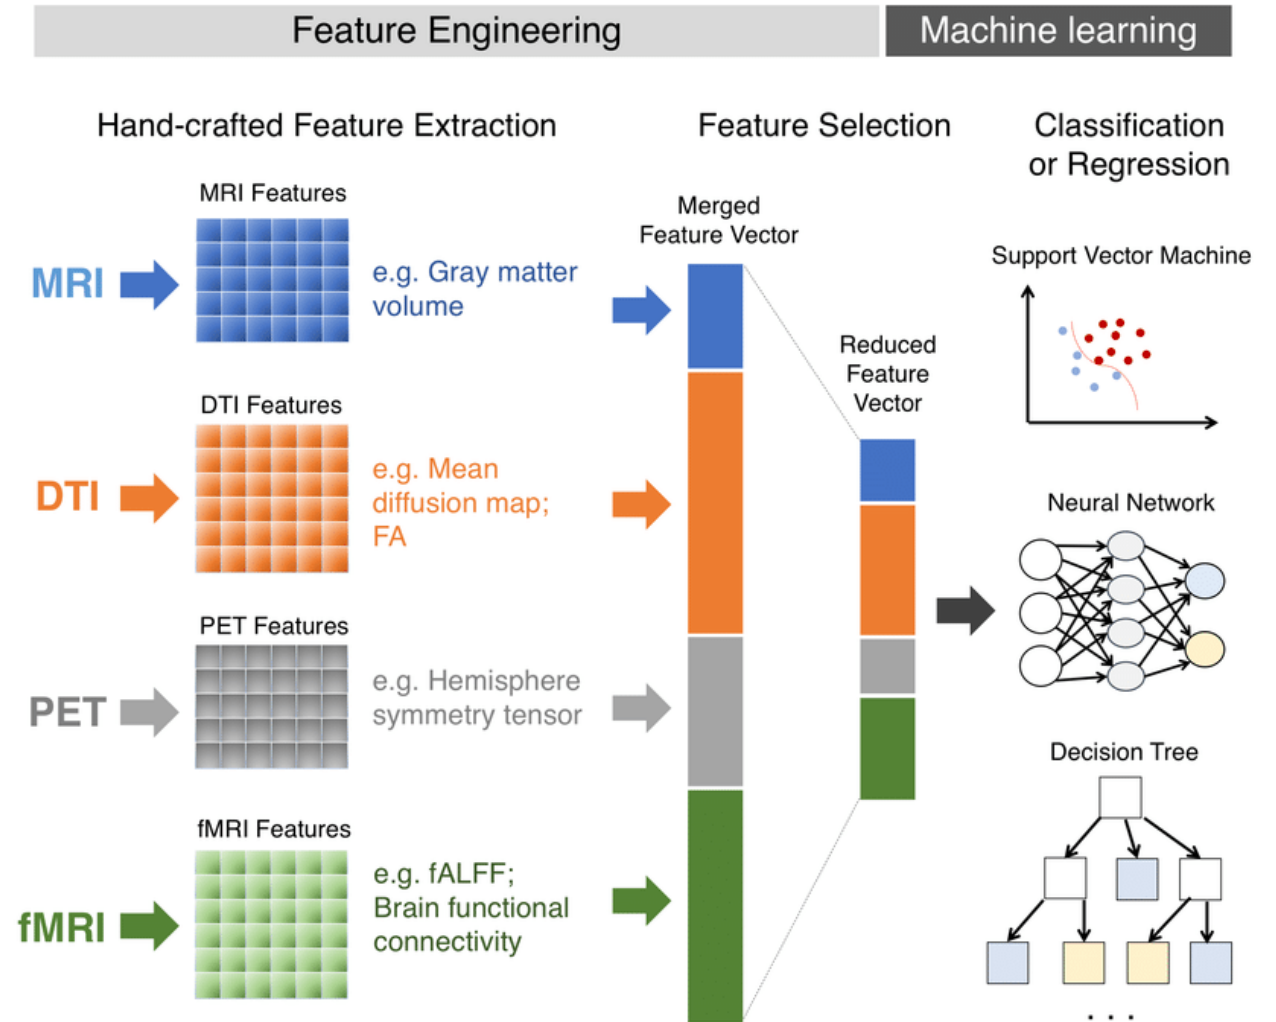 Feature Engineering
Machine learning
Hand-crafted Feature Extraction
Feature Selection
Classification
or Regression
MRI Features
MRI
e.g. Gray matter
volume
DTI Features
DTI
e.g. Mean
diffusion map;
FA
PET Features
PET
e.g. Hemisphere
symmetry tensor
fMRI Features
fMRI
e.g. fALFF;
Brain functional
connectivity
Merged
Feature Vector
Reduced
Feature
Vector
Support Vector Machine
Neural Network
Decision Tree
. . .